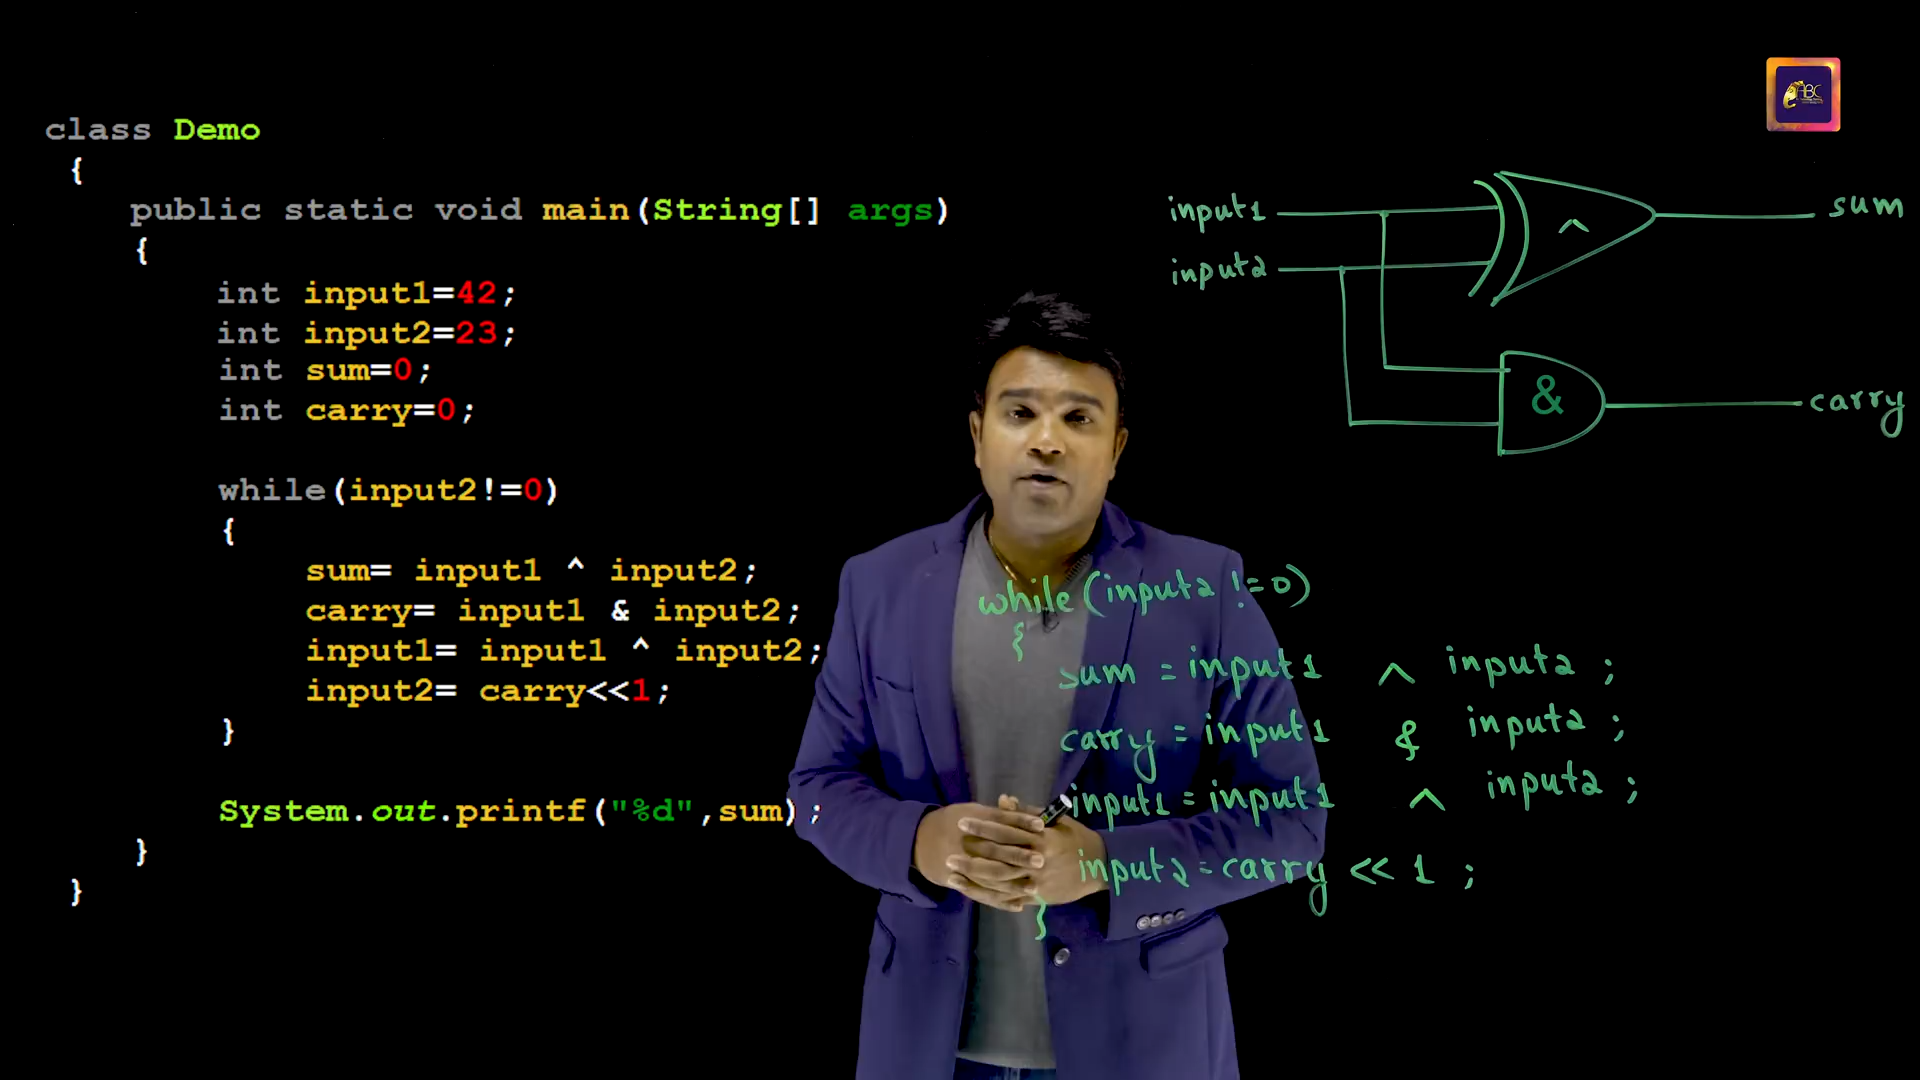 class Demo
{
public static void main(String[] args)
{
int input1=42;
int input2=23;
int sum=0;
int carry=0;
while(input2!=0)
{
sum= input1 ^ input2;
carry= input1 & input2;
input1= input1 ^ input2;
input2= carry<<1;
}
System.out.printf("%d",sum);
}
}
ABC
input1
input2
^
sum
&
carry
while (input2 != 0)
{
sum = input1 ^ input2 ;
carry = input1 & input2 ;
input1 = input1 ^ input2 ;
input2 = carry << 1 ;
}